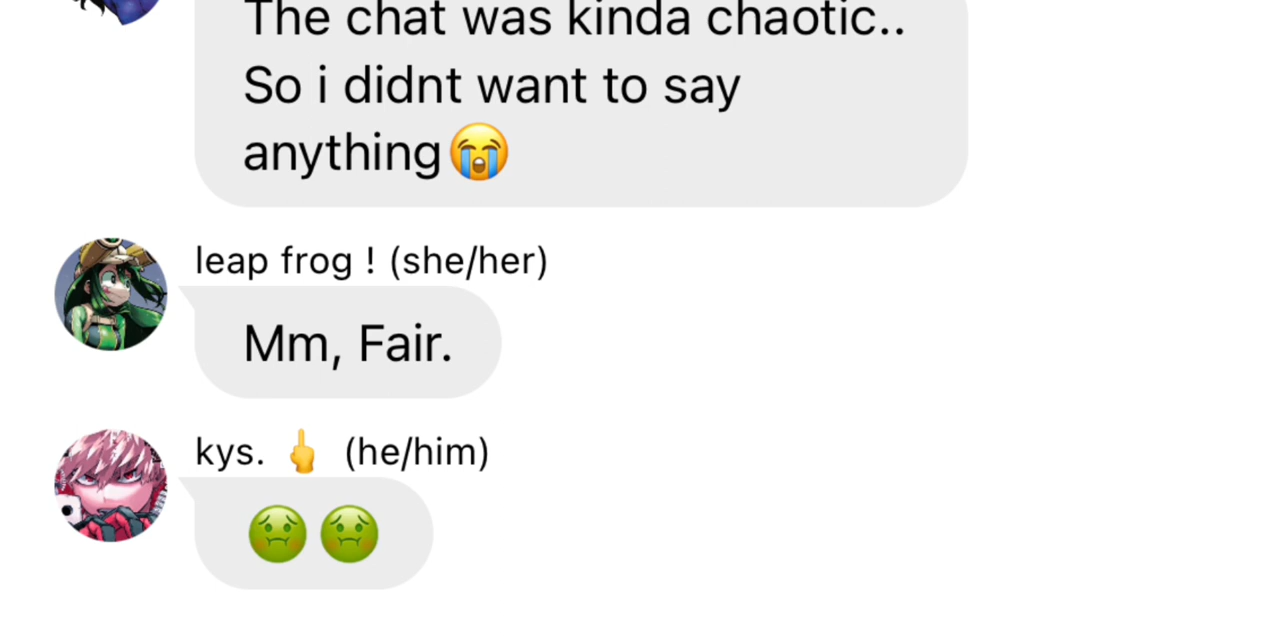 The chat was kinda chaotic..
So i didnt want to say
anything😭
leap frog ! (she/her)
Mm, Fair.
kys. 🖕 (he/him)
🤢🤢